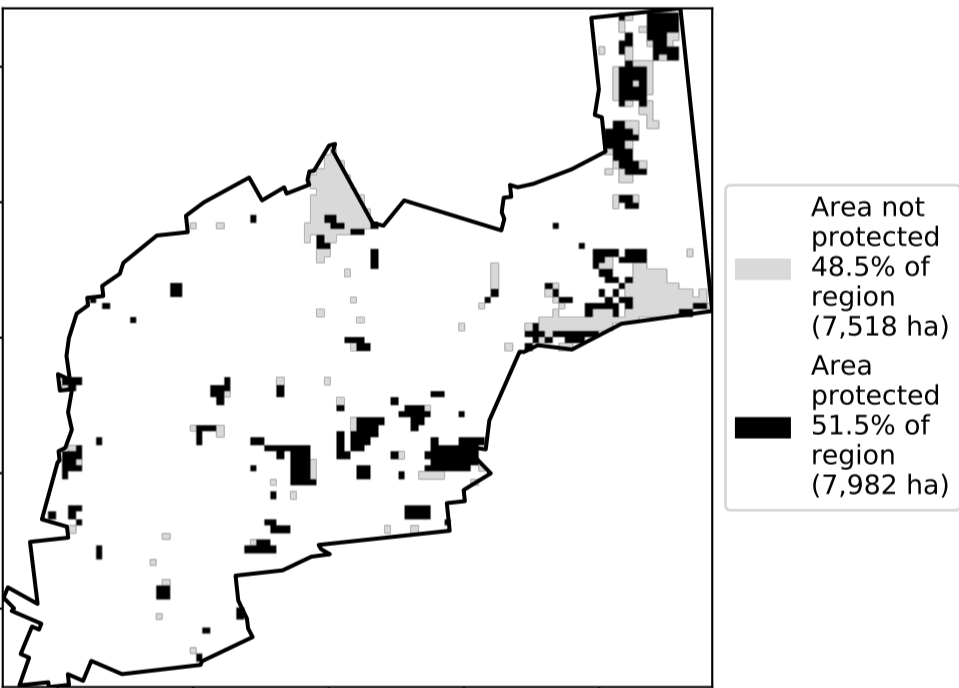 Area not
protected
48.5% of
region
(7,518 ha)
Area
protected
51.5% of
region
(7,982 ha)